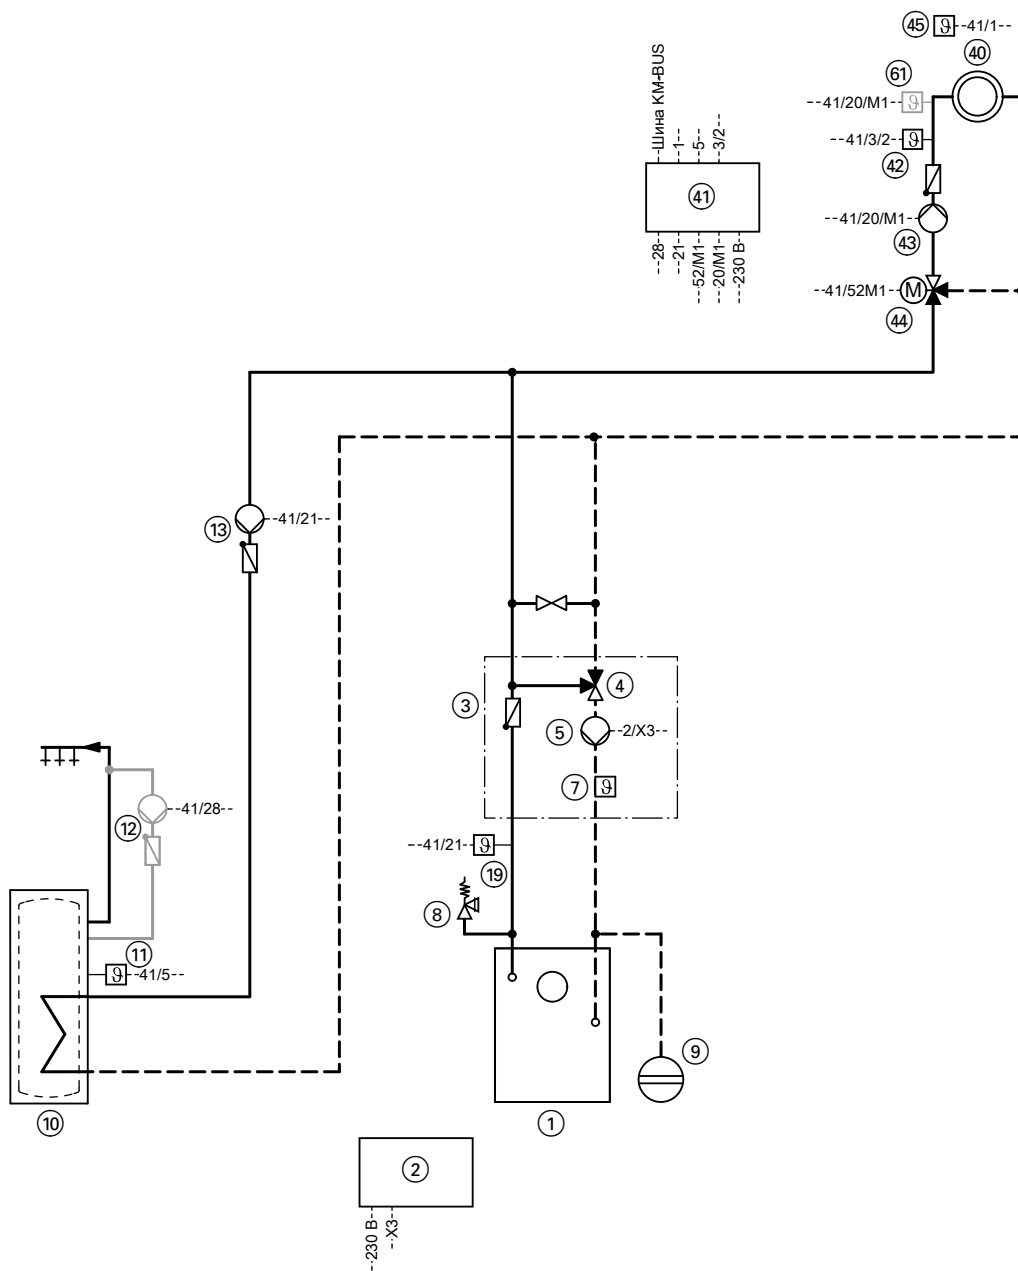 45 ϑ --41/1--
40
61
--41/20/M1-- ϑ
--41/3/2-- ϑ
42
--41/20/M1--
43
--41/52M1-- M
44
--Шина KM-BUS
1--
5--
3/2--
41
--28--
--21--
--52/M1--
--20/M1--
--230 В--
13 --41/21--
4
3
5 --2/X3--
7 ϑ
--41/28--
12
--41/21-- ϑ
19
8
11
ϑ --41/5--
9
10
1
2
--230 В--
--X3--